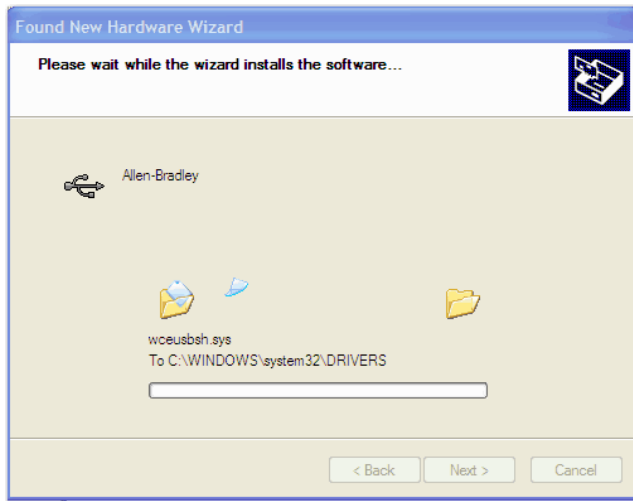 Found New Hardware Wizard
Please wait while the wizard installs the software...
Allen-Bradley
wceusbsh.sys
To C:\WINDOWS\system32\DRIVERS
< Back Next > Cancel